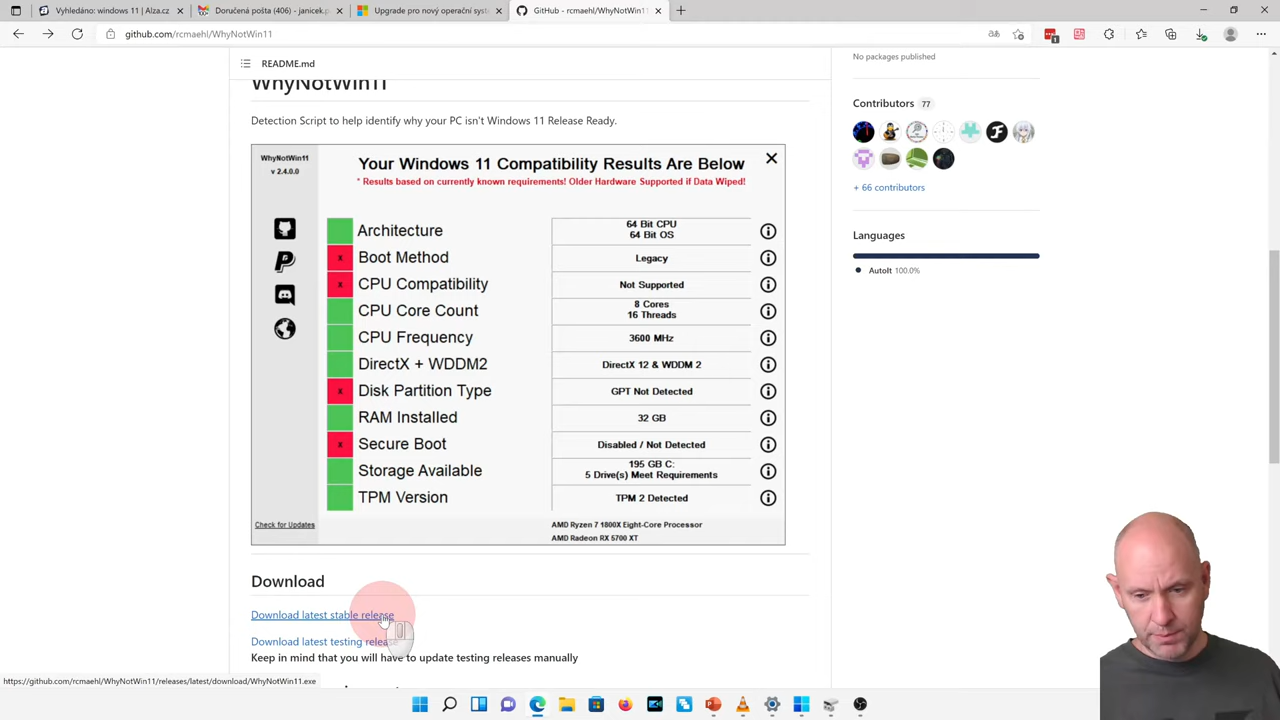 Vyhledáno: windows 11 | Alza.cz
Doručená pošta (406) - janicek.p
Upgrade pro nový operační syst
GitHub - rcmaehl/WhyNotWin11:
github.com/rcmaehl/WhyNotWin11
1
README.md
WhyNotWin11
Detection Script to help identify why your PC isn't Windows 11 Release Ready.
WhyNotWin11
v 2.4.0.0
Your Windows 11 Compatibility Results Are Below
* Results based on currently known requirements! Older Hardware Supported if Data Wiped!
Architecture
64 Bit CPU
64 Bit OS
x Boot Method Legacy
x CPU Compatibility Not Supported
CPU Core Count
8 Cores
16 Threads
CPU Frequency 3600 MHz
DirectX + WDDM2 DirectX 12 & WDDM 2
x Disk Partition Type GPT Not Detected
RAM Installed 32 GB
x Secure Boot Disabled / Not Detected
Storage Available
195 GB C:
5 Drive(s) Meet Requirements
TPM Version TPM 2 Detected
Check for Updates
AMD Ryzen 7 1800X Eight-Core Processor
AMD Radeon RX 5700 XT
Download
Download latest stable release
Download latest testing release
Keep in mind that you will have to update testing releases manually
https://github.com/rcmaehl/WhyNotWin11/releases/latest/download/WhyNotWin11.exe
No packages published
Contributors 77
+ 66 contributors
Languages
AutoIt 100.0%